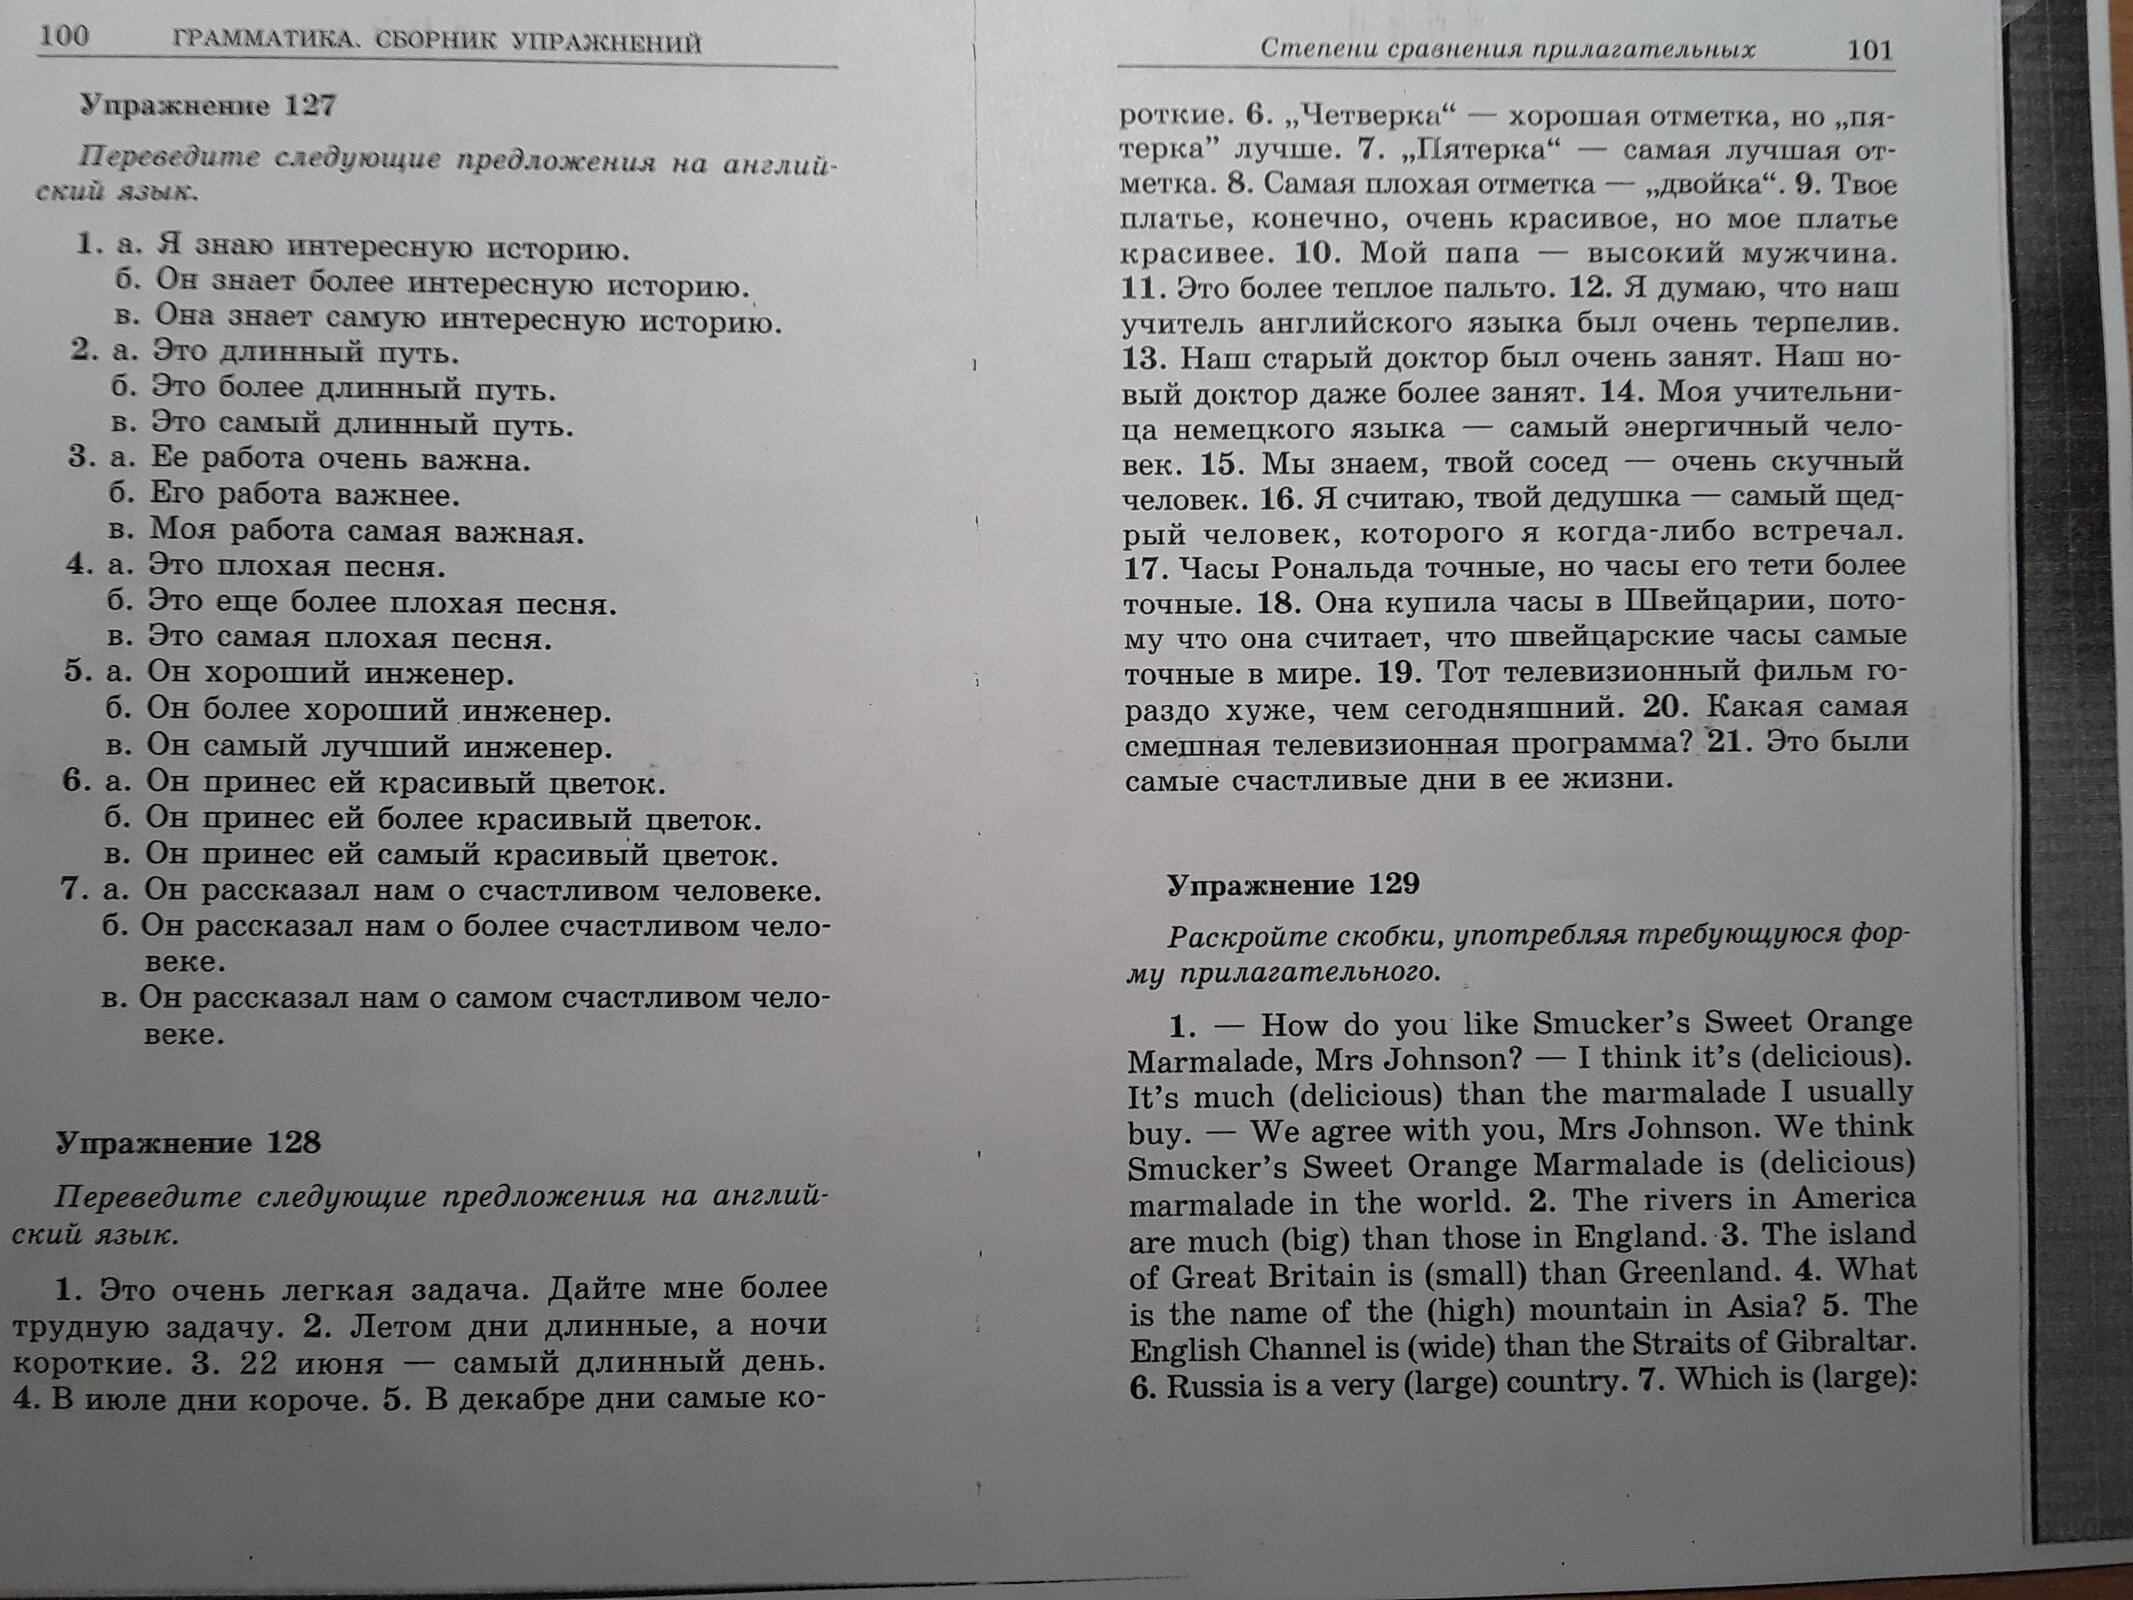 100 ГРАММАТИКА. СБОРНИК УПРАЖНЕНИЙ
Упражнение 127
Переведите следующие предложения на англий-
ский язык.
1. а. Я знаю интересную историю.
б. Он знает более интересную историю.
в. Она знает самую интересную историю.
2. а. Это длинный путь.
б. Это более длинный путь.
в. Это самый длинный путь.
3. а. Ее работа очень важна.
б. Его работа важнее.
в. Моя работа самая важная.
4. а. Это плохая песня.
б. Это еще более плохая песня.
в. Это самая плохая песня.
5. а. Он хороший инженер.
б. Он более хороший инженер.
в. Он самый лучший инженер.
6. а. Он принес ей красивый цветок.
б. Он принес ей более красивый цветок.
в. Он принес ей самый красивый цветок.
7. а. Он рассказал нам о счастливом человеке.
б. Он рассказал нам о более счастливом чело-
веке.
в. Он рассказал нам о самом счастливом чело-
веке.
Упражнение 128
Переведите следующие предложения на англий-
ский язык.
1. Это очень легкая задача. Дайте мне более
трудную задачу. 2. Летом дни длинные, а ночи
короткие. 3. 22 июня — самый длинный день.
4. В июле дни короче. 5. В декабре дни самые ко-
Степени сравнения прилагательных 101
роткие. 6. „Четверка“ — хорошая отметка, но „пя-
терка” лучше. 7. „Пятерка“ — самая лучшая от-
метка. 8. Самая плохая отметка — „двойка“. 9. Твое
платье, конечно, очень красивое, но мое платье
красивее. 10. Мой папа — высокий мужчина.
11. Это более теплое пальто. 12. Я думаю, что наш
учитель английского языка был очень терпелив.
13. Наш старый доктор был очень занят. Наш но-
вый доктор даже более занят. 14. Моя учительни-
ца немецкого языка — самый энергичный чело-
век. 15. Мы знаем, твой сосед — очень скучный
человек. 16. Я считаю, твой дедушка — самый щед-
рый человек, которого я когда-либо встречал.
17. Часы Рональда точные, но часы его тети более
точные. 18. Она купила часы в Швейцарии, пото-
му что она считает, что швейцарские часы самые
точные в мире. 19. Тот телевизионный фильм го-
раздо хуже, чем сегодняшний. 20. Какая самая
смешная телевизионная программа? 21. Это были
самые счастливые дни в ее жизни.
Упражнение 129
Раскройте скобки, употребляя требующуюся фор-
му прилагательного.
1. — How do you like Smucker’s Sweet Orange
Marmalade, Mrs Johnson? — I think it’s (delicious).
It’s much (delicious) than the marmalade I usually
buy. — We agree with you, Mrs Johnson. We think
Smucker’s Sweet Orange Marmalade is (delicious)
marmalade in the world. 2. The rivers in America
are much (big) than those in England. 3. The island
of Great Britain is (small) than Greenland. 4. What
is the name of the (high) mountain in Asia? 5. The
English Channel is (wide) than the Straits of Gibraltar.
6. Russia is a very (large) country. 7. Which is (large):